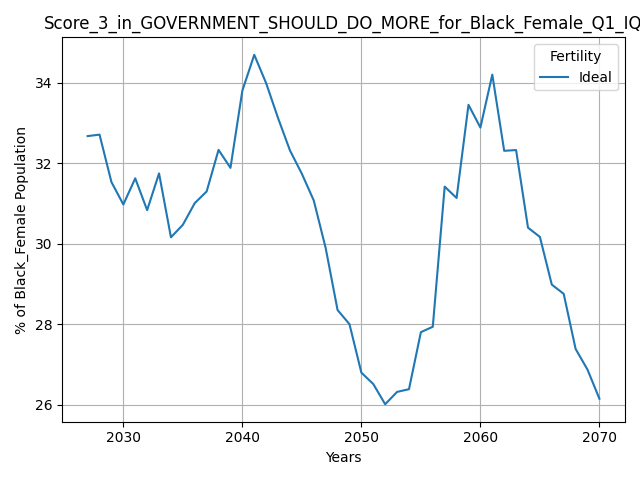 Score_3_in_GOVERNMENT_SHOULD_DO_MORE_for_Black_Female_Q1_IQ
Fertility
Ideal
% of Black_Female Population
34
32
30
28
26
2030 2040 2050 2060 2070
Years